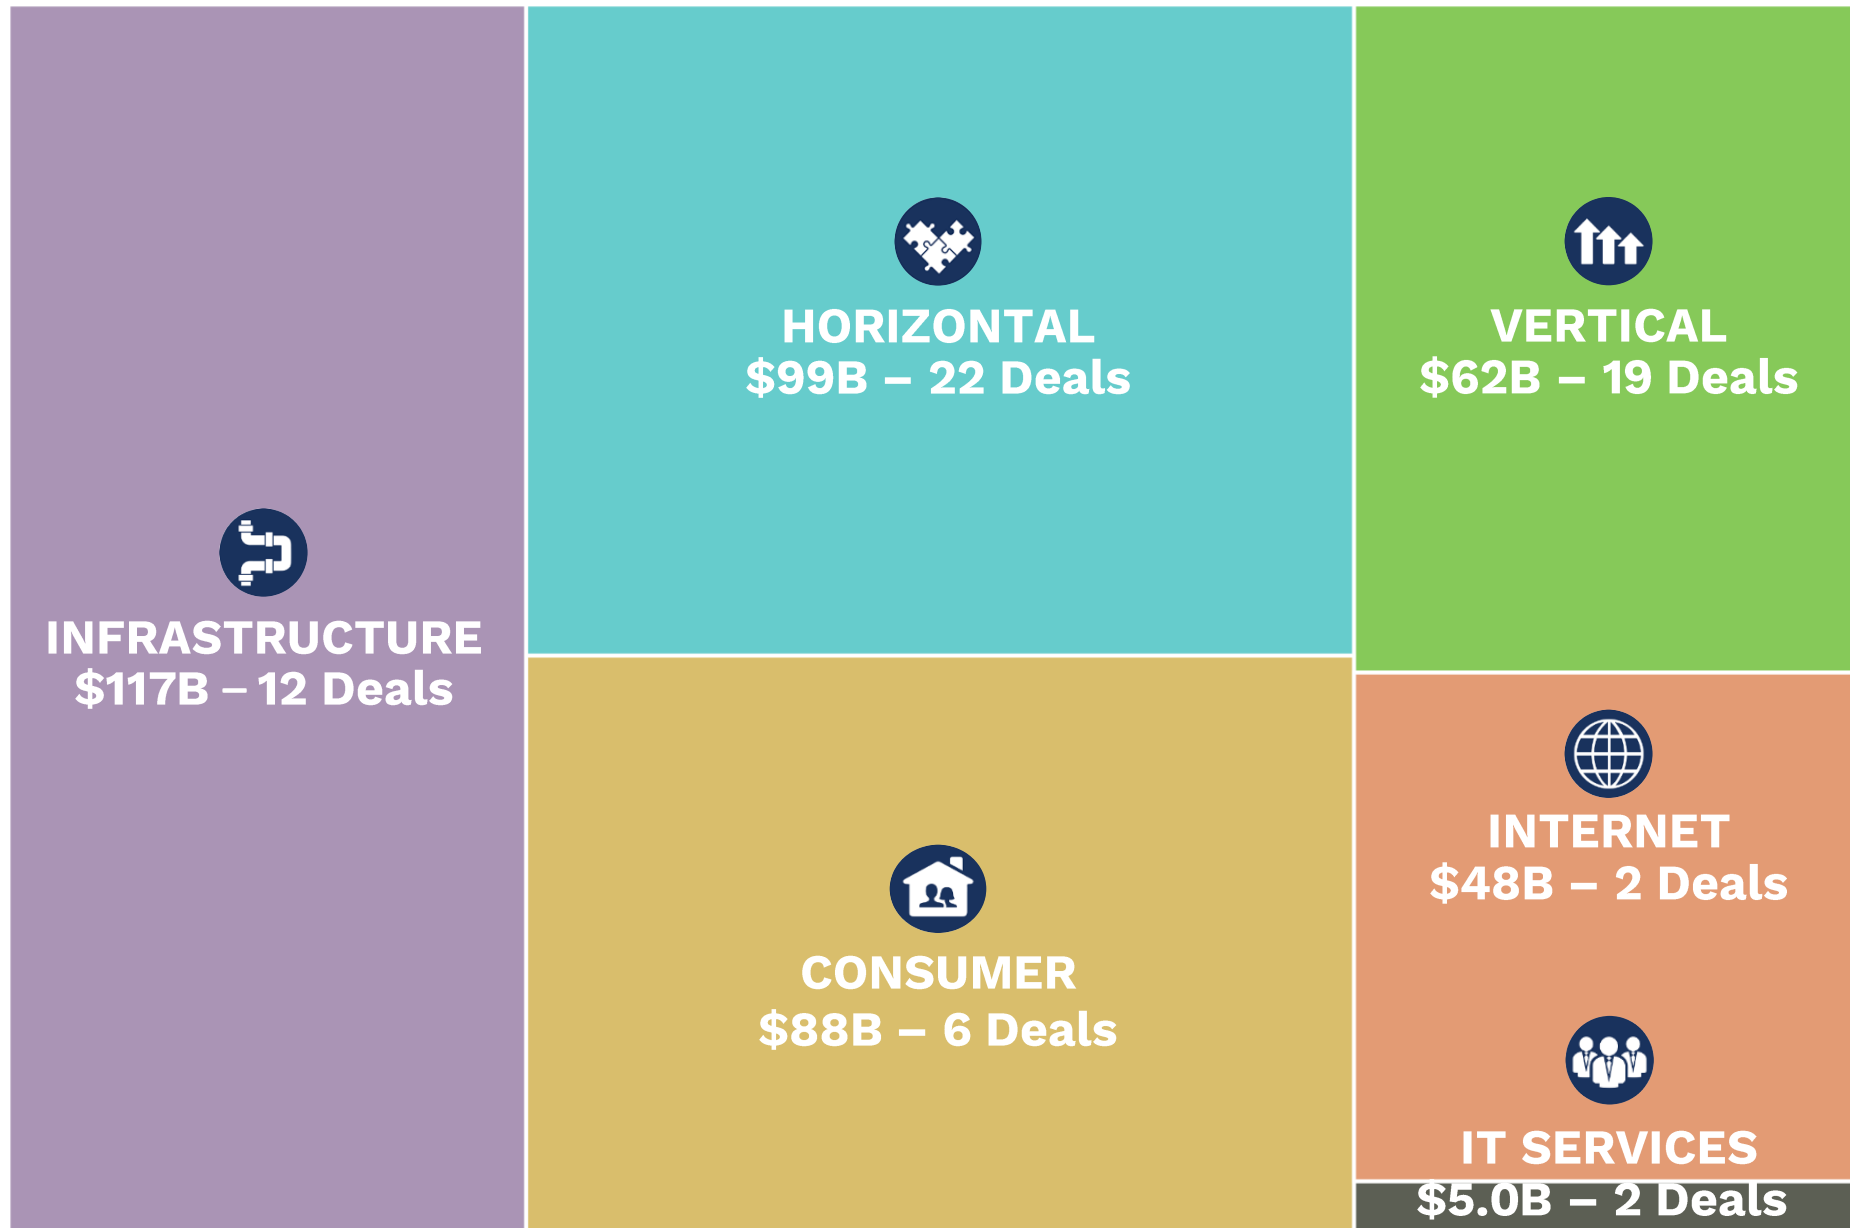 INFRASTRUCTURE
$117B – 12 Deals
HORIZONTAL
$99B – 22 Deals
CONSUMER
$88B – 6 Deals
VERTICAL
$62B – 19 Deals
INTERNET
$48B – 2 Deals
IT SERVICES
$5.0B – 2 Deals